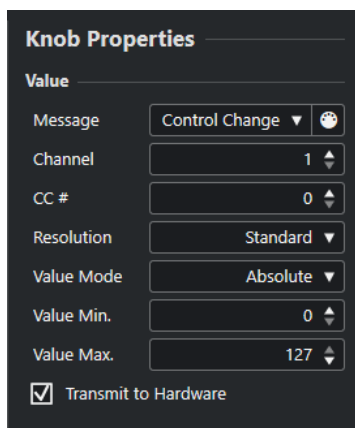 Knob Properties
Value
Message Control Change
Channel 1
CC # 0
Resolution Standard
Value Mode Absolute
Value Min. 0
Value Max. 127
Transmit to Hardware